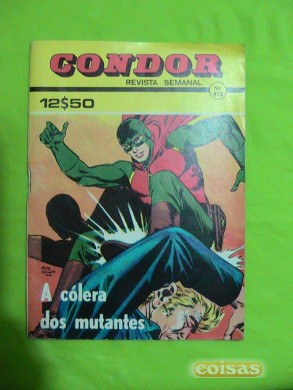 CONDOR
REVISTA SEMANAL
12$50
A cólera
dos mutantes
coisas